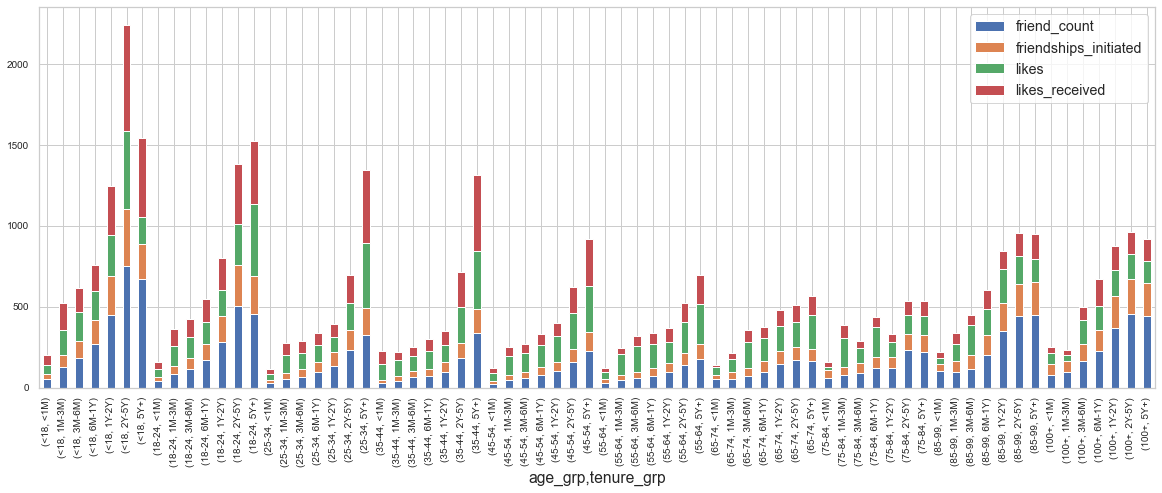 friend_count
friendships_initiated
likes
likes_received
2000
1500
1000
500
0
(<18, <1M)
(<18, 1M-3M)
(<18, 3M-6M)
(<18, 6M-1Y)
(<18, 1Y-2Y)
(<18, 2Y-5Y)
(<18, 5Y+)
(18-24, <1M)
(18-24, 1M-3M)
(18-24, 3M-6M)
(18-24, 6M-1Y)
(18-24, 1Y-2Y)
(18-24, 2Y-5Y)
(18-24, 5Y+)
(25-34, <1M)
(25-34, 1M-3M)
(25-34, 3M-6M)
(25-34, 6M-1Y)
(25-34, 1Y-2Y)
(25-34, 2Y-5Y)
(25-34, 5Y+)
(35-44, <1M)
(35-44, 1M-3M)
(35-44, 3M-6M)
(35-44, 6M-1Y)
(35-44, 1Y-2Y)
(35-44, 2Y-5Y)
(35-44, 5Y+)
(45-54, <1M)
(45-54, 1M-3M)
(45-54, 3M-6M)
(45-54, 6M-1Y)
(45-54, 1Y-2Y)
(45-54, 2Y-5Y)
(45-54, 5Y+)
(55-64, <1M)
(55-64, 1M-3M)
(55-64, 3M-6M)
(55-64, 6M-1Y)
(55-64, 1Y-2Y)
(55-64, 2Y-5Y)
(55-64, 5Y+)
(65-74, <1M)
(65-74, 1M-3M)
(65-74, 3M-6M)
(65-74, 6M-1Y)
(65-74, 1Y-2Y)
(65-74, 2Y-5Y)
(65-74, 5Y+)
(75-84, <1M)
(75-84, 1M-3M)
(75-84, 3M-6M)
(75-84, 6M-1Y)
(75-84, 1Y-2Y)
(75-84, 2Y-5Y)
(75-84, 5Y+)
(85-99, <1M)
(85-99, 1M-3M)
(85-99, 3M-6M)
(85-99, 6M-1Y)
(85-99, 1Y-2Y)
(85-99, 2Y-5Y)
(85-99, 5Y+)
(100+, <1M)
(100+, 1M-3M)
(100+, 3M-6M)
(100+, 6M-1Y)
(100+, 1Y-2Y)
(100+, 2Y-5Y)
(100+, 5Y+)
age_grp,tenure_grp